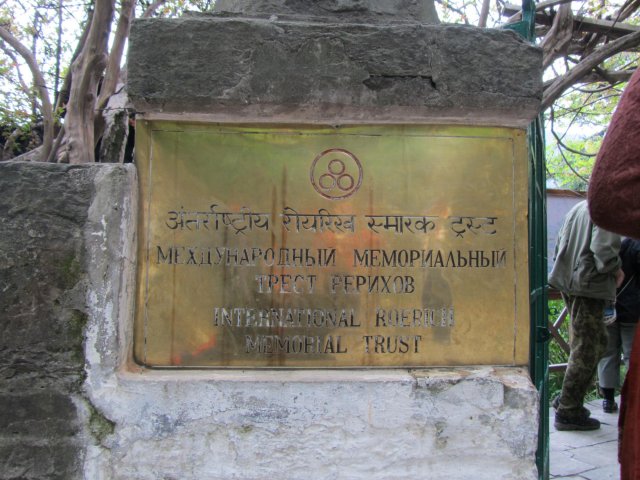 अंतर्राष्ट्रीय रोयरिख स्मारक ट्रस्ट
МЕЖДУНАРОДНЫЙ МЕМОРИАЛЬНЫЙ
ТРЕСТ РЕРИХОВ
INTERNATIONAL ROERICH
MEMORIAL TRUST